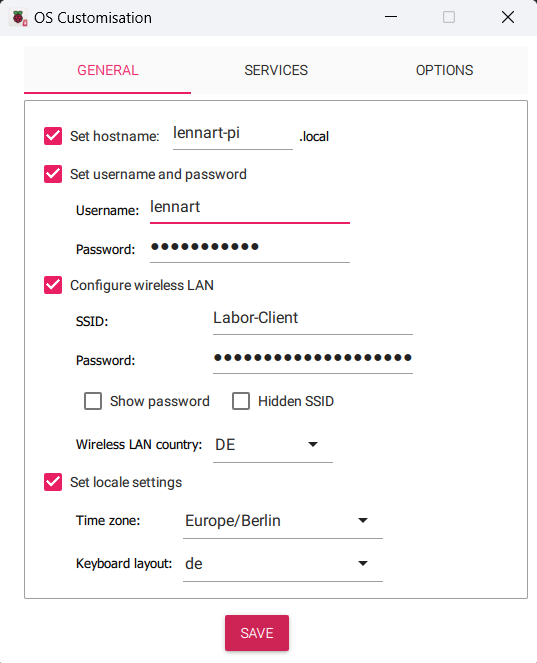 OS Customisation
GENERAL SERVICES OPTIONS
Set hostname: lennart-pi .local
Set username and password
Username: lennart
Password: ●●●●●●●●●●●
Configure wireless LAN
SSID: Labor-Client
Password: ●●●●●●●●●●●●●●●●●●●●
Show password Hidden SSID
Wireless LAN country: DE
Set locale settings
Time zone: Europe/Berlin
Keyboard layout: de
SAVE